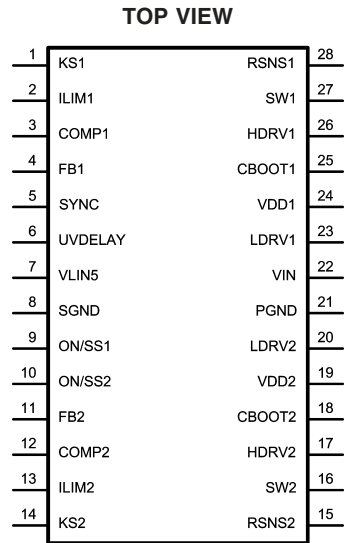 TOP VIEW
1 KS1 RSNS1 28
2 ILIM1 SW1 27
3 COMP1 HDRV1 26
4 FB1 CBOOT1 25
5 SYNC VDD1 24
6 UVDELAY LDRV1 23
7 VLIN5 VIN 22
8 SGND PGND 21
9 ON/SS1 LDRV2 20
10 ON/SS2 VDD2 19
11 FB2 CBOOT2 18
12 COMP2 HDRV2 17
13 ILIM2 SW2 16
14 KS2 RSNS2 15